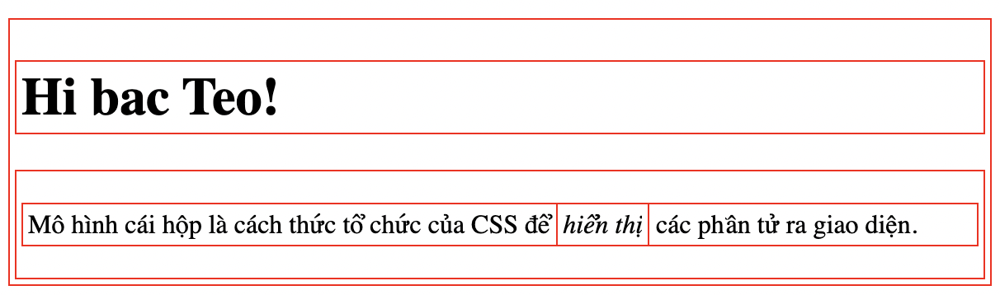 Hi bac Teo!
Mô hình cái hộp là cách thức tổ chức của CSS để hiển thị các phần tử ra giao diện.